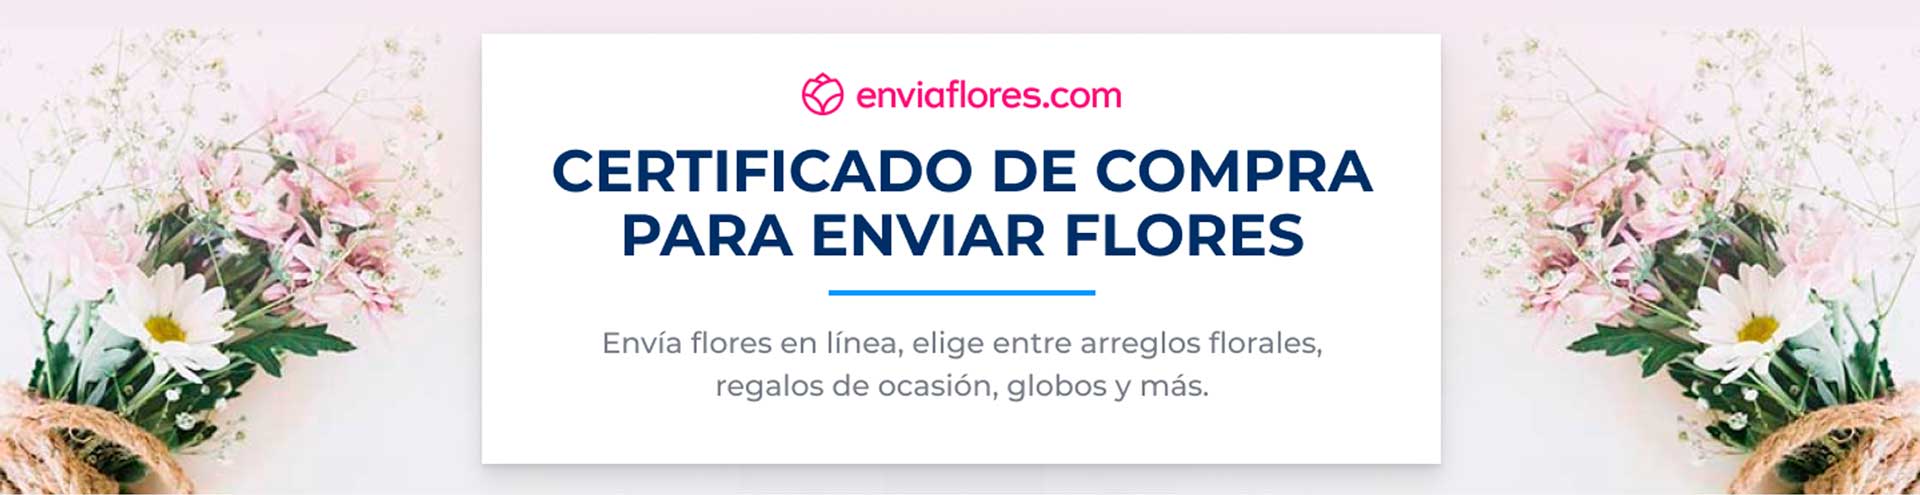 enviaflores.com
CERTIFICADO DE COMPRA
PARA ENVIAR FLORES
Envía flores en línea, elige entre arreglos florales,
regalos de ocasión, globos y más.